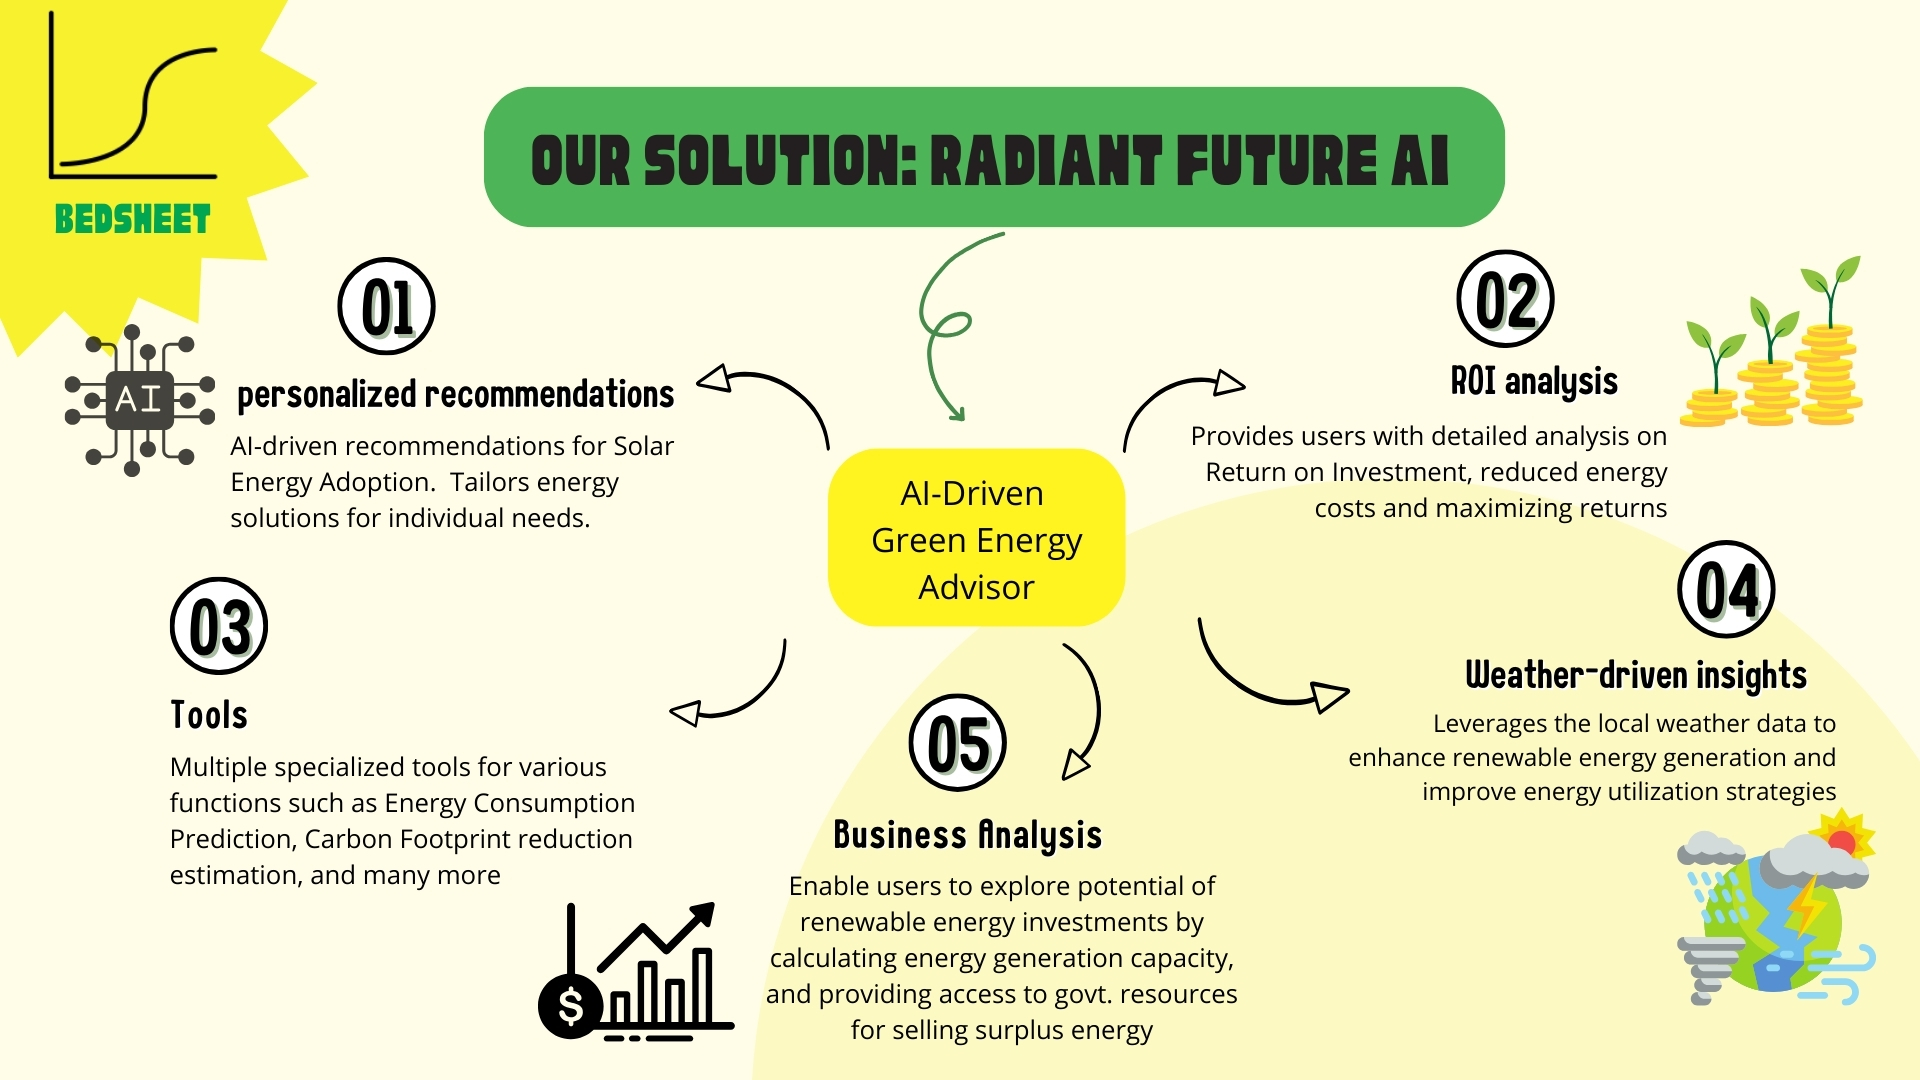 BEDSHEET
OUR SOLUTION: RADIANT FUTURE AI
AI-Driven
Green Energy
Advisor
01
AI
personalized recommendations
AI-driven recommendations for Solar
Energy Adoption.  Tailors energy
solutions for individual needs.
02
ROI analysis
Provides users with detailed analysis on
Return on Investment, reduced energy
costs and maximizing returns
03
Tools
Multiple specialized tools for various
functions such as Energy Consumption
Prediction, Carbon Footprint reduction
estimation, and many more
04
Weather-driven insights
Leverages the local weather data to
enhance renewable energy generation and
improve energy utilization strategies
05
Business Analysis
Enable users to explore potential of
renewable energy investments by
calculating energy generation capacity,
and providing access to govt. resources
for selling surplus energy
$